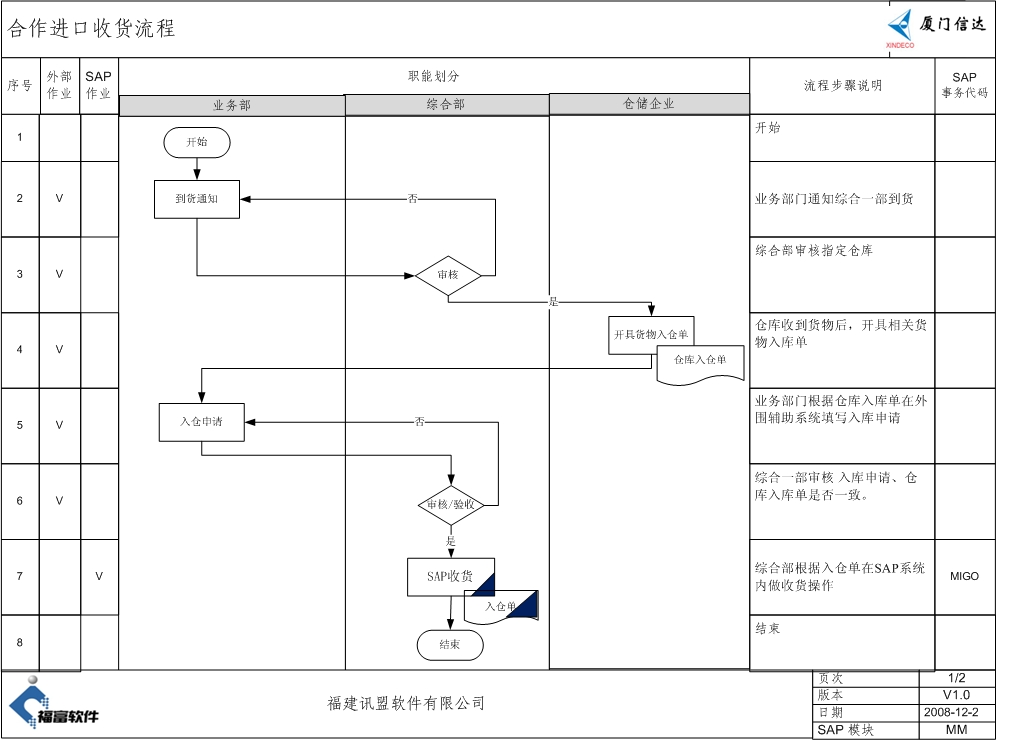 合作进口收货流程
厦门信达
XINDECO
序号
外部
作业
SAP
作业
职能划分
业务部
综合部
仓储企业
流程步骤说明
SAP
事务代码
1
开始
开始
2
V
到货通知
否
业务部门通知综合一部到货
3
V
审核
综合部审核指定仓库
是
4
V
开具货物入仓单
仓库入仓单
仓库收到货物后，开具相关货
物入库单
5
V
入仓申请
否
业务部门根据仓库入库单在外
围辅助系统填写入库申请
6
V
审核/验收
综合一部审核 入库申请、仓
库入库单是否一致。
是
7
V
SAP收货
入仓单
综合部根据入仓单在SAP系统
内做收货操作
MIGO
8
结束
结束
福富软件
福建讯盟软件有限公司
页次 1/2
版本 V1.0
日期 2008-12-2
SAP 模块 MM